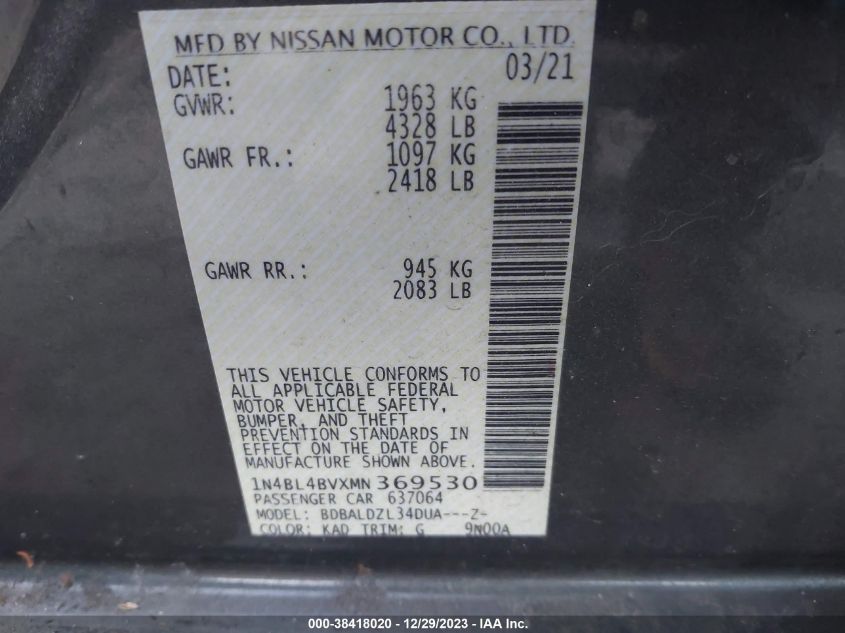 MFD BY NISSAN MOTOR CO., LTD.
DATE: 03/21
GVWR: 1963 KG
4328 LB
GAWR FR.: 1097 KG
2418 LB
GAWR RR.: 945 KG
2083 LB
THIS VEHICLE CONFORMS TO
ALL APPLICABLE FEDERAL
MOTOR VEHICLE SAFETY,
BUMPER, AND THEFT
PREVENTION STANDARDS IN
EFFECT ON THE DATE OF
MANUFACTURE SHOWN ABOVE.
1N4BL4BVXMN369530
PASSENGER CAR 637064
MODEL: BDBALDZL34DUA---Z-
COLOR: KAD TRIM: G 9N00A
000-38418020 - 12/29/2023 - IAA Inc.